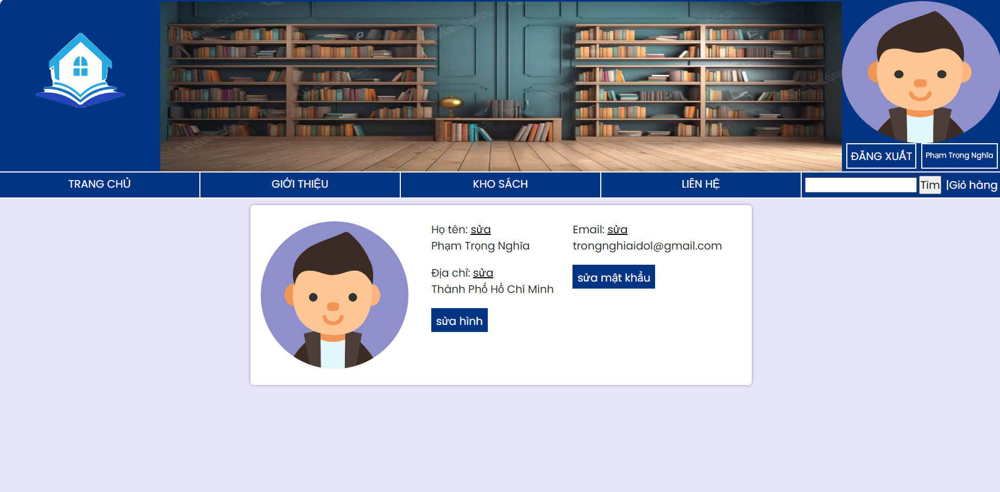 Slidesdocs
ĐĂNG XUẤT
Phạm Trọng Nghĩa
TRANG CHỦ
GIỚI THIỆU
KHO SÁCH
LIÊN HỆ
Tìm
|Giỏ hàng
Họ tên: sửa
Phạm Trọng Nghĩa
Địa chỉ: sửa
Thành Phố Hồ Chí Minh
sửa hình
Email: sửa
trongnghiaidol@gmail.com
sửa mật khẩu